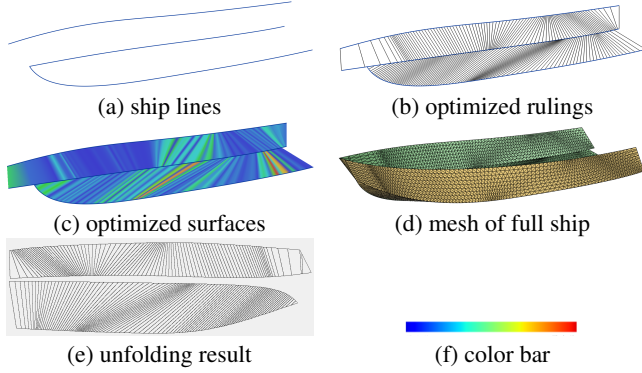 (a) ship lines
(b) optimized rulings
(c) optimized surfaces
(d) mesh of full ship
(e) unfolding result
(f) color bar